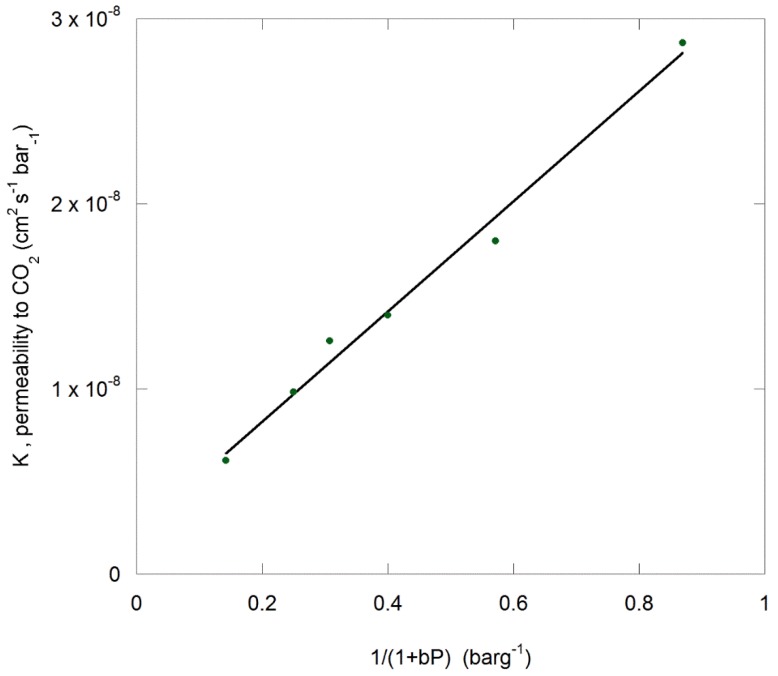 3 x 10⁻⁸
2 x 10⁻⁸
1 x 10⁻⁸
0
K , permeability to CO₂ (cm² s⁻¹ bar₋₁)
0 0.2 0.4 0.6 0.8 1
1/(1+bP) (barg⁻¹)